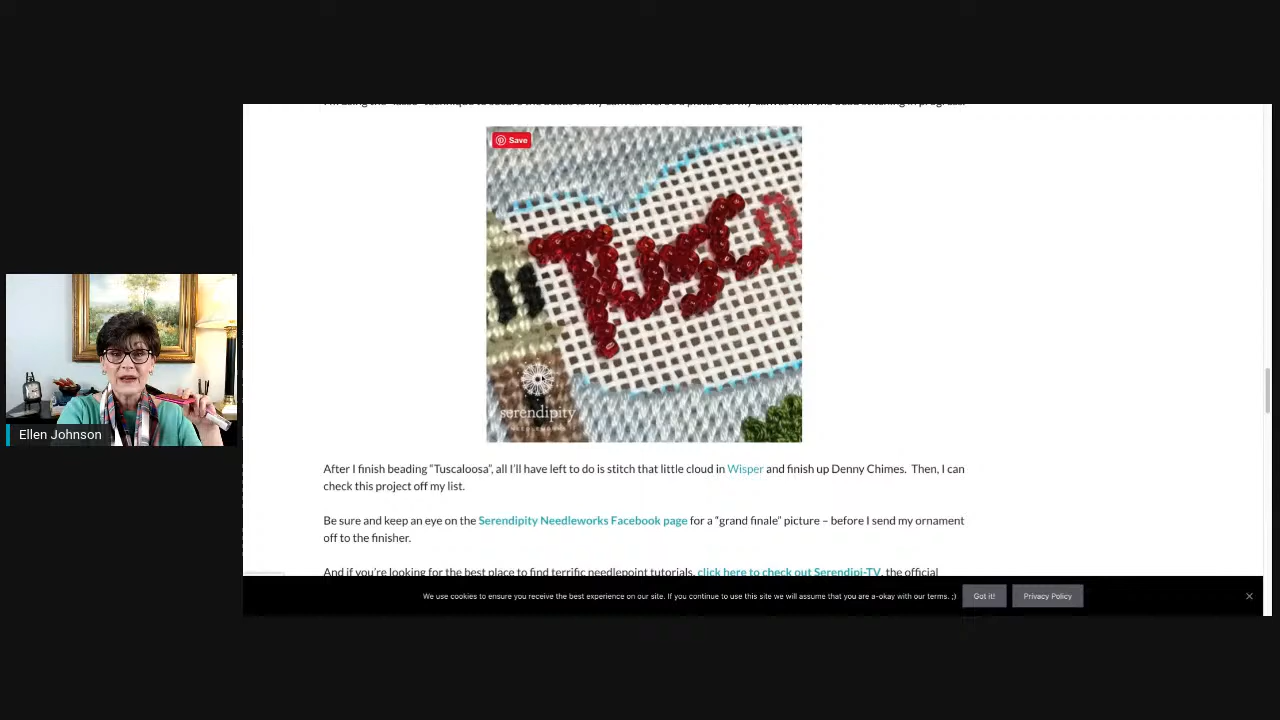 Save
Tusc
serendipity
NEEDLEWORKS
Ellen Johnson
After I finish beading “Tuscaloosa”, all I’ll have left to do is stitch that little cloud in Wisper and finish up Denny Chimes.  Then, I can
check this project off my list.
Be sure and keep an eye on the Serendipity Needleworks Facebook page for a “grand finale” picture – before I send my ornament
off to the finisher.
And if you’re looking for the best place to find terrific needlepoint tutorials, click here to check out Serendipi-TV, the official
We use cookies to ensure you receive the best experience on our site. If you continue to use this site we will assume that you are a-okay with our terms. ;) Got it! Privacy Policy